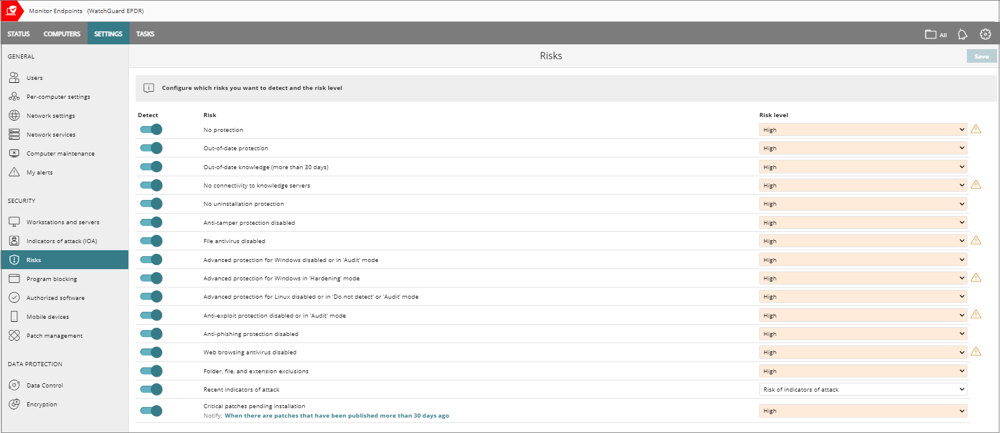 Monitor Endpoints (WatchGuard EPDR)
STATUS COMPUTERS SETTINGS TASKS All
GENERAL
Users
Per-computer settings
Network settings
Network services
Computer maintenance
My alerts
SECURITY
Workstations and servers
Indicators of attack (IOA)
Risks
Program blocking
Authorized software
Mobile devices
Patch management
DATA PROTECTION
Data Control
Encryption
Risks Save
Configure which risks you want to detect and the risk level
Detect Risk Risk level
No protection High
Out-of-date protection High
Out-of-date knowledge (more than 30 days) High
No connectivity to knowledge servers High
No uninstallation protection High
Anti-tamper protection disabled High
File antivirus disabled High
Advanced protection for Windows disabled or in ‘Audit’ mode High
Advanced protection for Windows in ‘Hardening’ mode High
Advanced protection for Linux disabled or in 'Do not detect' or ‘Audit’ mode High
Anti-exploit protection disabled or in 'Audit' mode High
Anti-phishing protection disabled High
Web browsing antivirus disabled High
Folder, file, and extension exclusions High
Recent indicators of attack Risk of indicators of attack
Critical patches pending installation High
Notify: When there are patches that have been published more than 30 days ago